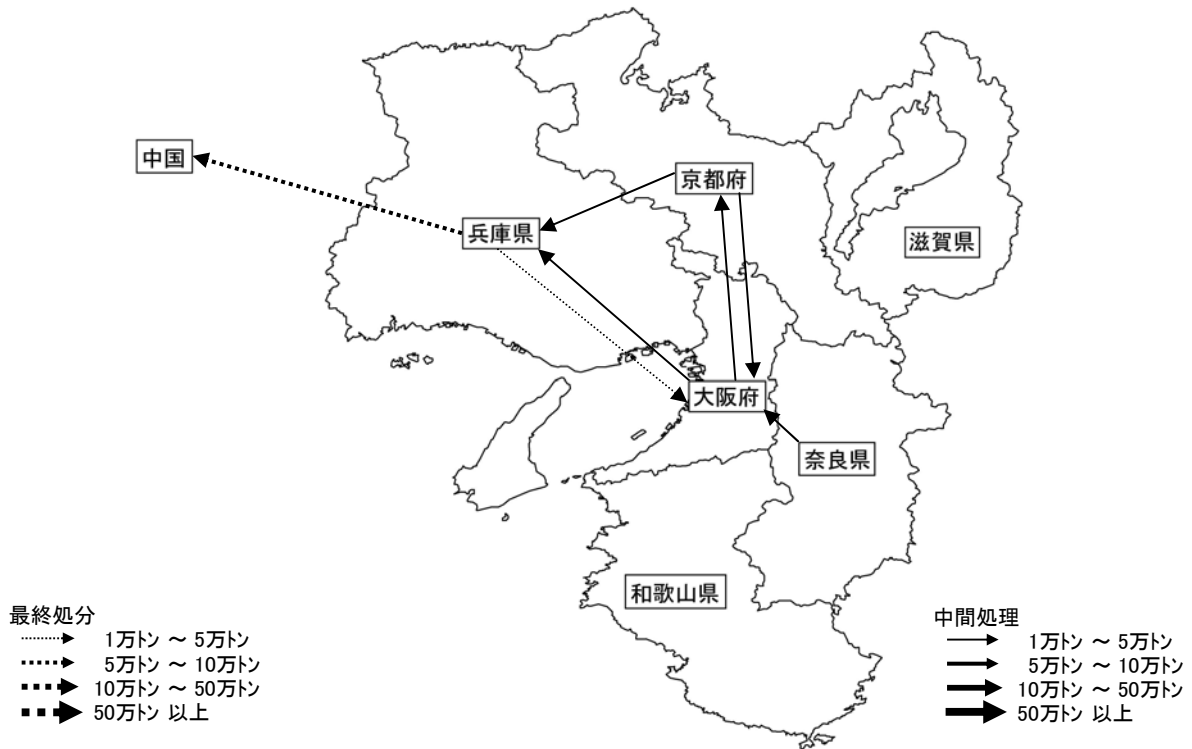 中国
京都府
兵庫県
滋賀県
大阪府
奈良県
和歌山県
最終処分
1万トン ～ 5万トン
5万トン ～ 10万トン
10万トン ～ 50万トン
50万トン 以上
中間処理
1万トン ～ 5万トン
5万トン ～ 10万トン
10万トン ～ 50万トン
50万トン 以上